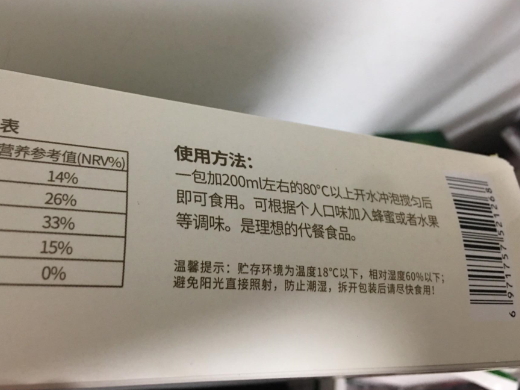 表
营养参考值(NRV%)
14%
26%
33%
15%
0%
使用方法：
一包加200ml左右的80°C以上开水冲泡搅匀后
即可食用。可根据个人口味加入蜂蜜或者水果
等调味。是理想的代餐食品。
温馨提示：贮存环境为温度18°C以下，相对湿度60%以下；
避免阳光直接照射，防止潮湿，拆开包装后请尽快食用！
6 971757 521268